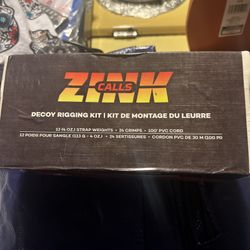 ZINK
CALLS
DECOY RIGGING KIT | KIT DE MONTAGE DU LEURRE
12 (4 OZ.) STRAP WEIGHTS • 24 CRIMPS • 100' PVC CORD
12 POIDS POUR SANGLE (113 G - 4 OZ.) • 24 SERTISSURES • CORDON PVC DE 30 M (100 PI)